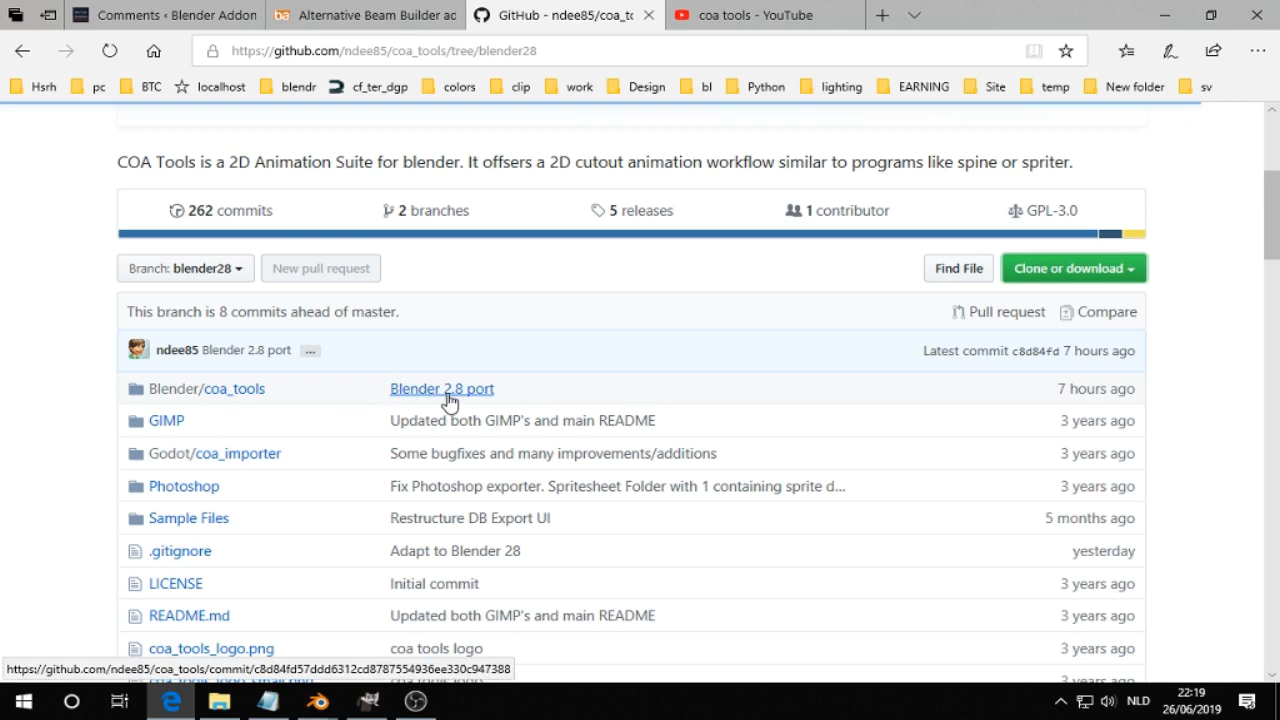 Comments ‹ Blender Addon
Alternative Beam Builder ac
GitHub - ndee85/coa_tc
coa tools - YouTube
https://github.com/ndee85/coa_tools/tree/blender28
Hsrh
pc
BTC
localhost
blendr
cf_ter_dgp
colors
clip
work
Design
bl
Python
lighting
EARNING
Site
temp
New folder
sv
COA Tools is a 2D Animation Suite for blender. It offsers a 2D cutout animation workflow similar to programs like spine or spriter.
262 commits
2 branches
5 releases
1 contributor
GPL-3.0
Branch: blender28
New pull request
Find File
Clone or download
This branch is 8 commits ahead of master.
Pull request
Compare
ndee85 Blender 2.8 port ...
Latest commit c8d84fd 7 hours ago
Blender/coa_tools Blender 2.8 port 7 hours ago
GIMP Updated both GIMP's and main README 3 years ago
Godot/coa_importer Some bugfixes and many improvements/additions 3 years ago
Photoshop Fix Photoshop exporter. Spritesheet Folder with 1 containing sprite d... 3 years ago
Sample Files Restructure DB Export UI 5 months ago
.gitignore Adapt to Blender 28 yesterday
LICENSE Initial commit 3 years ago
README.md Updated both GIMP's and main README 3 years ago
coa_tools_logo.png coa tools logo 3 years ago
https://github.com/ndee85/coa_tools/commit/c8d84fd57ddd6312cd8787554936ee330c947388
NLD
22:19
26/06/2019